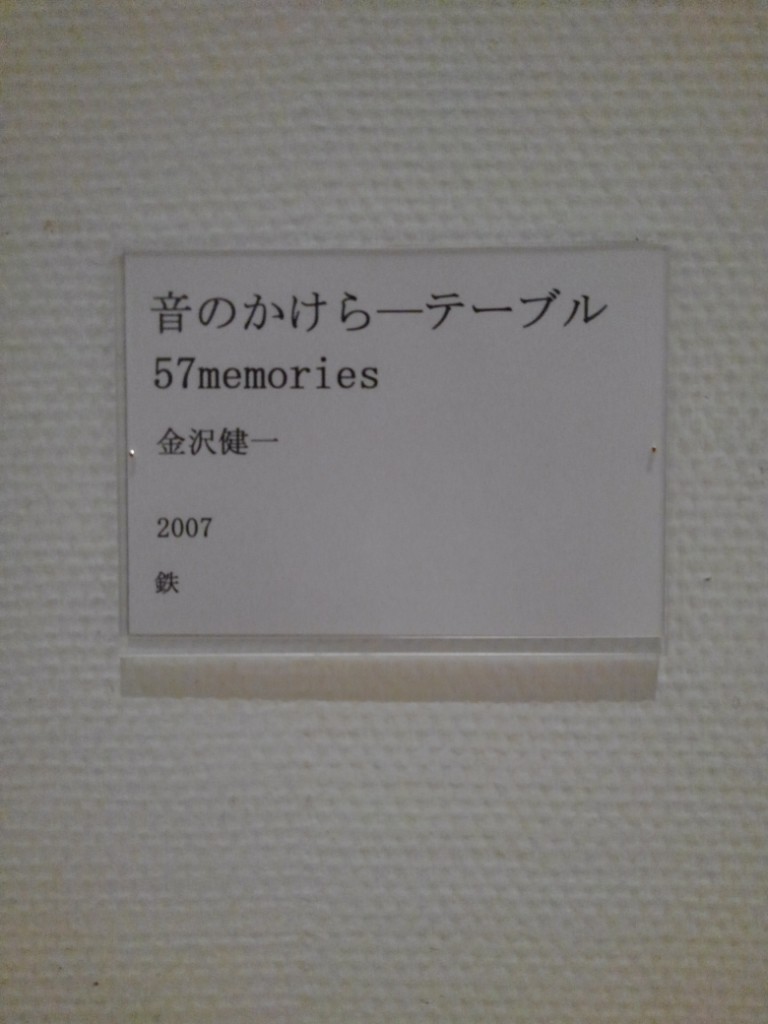 音のかけら―テーブル
57memories
金沢健一
2007
鉄